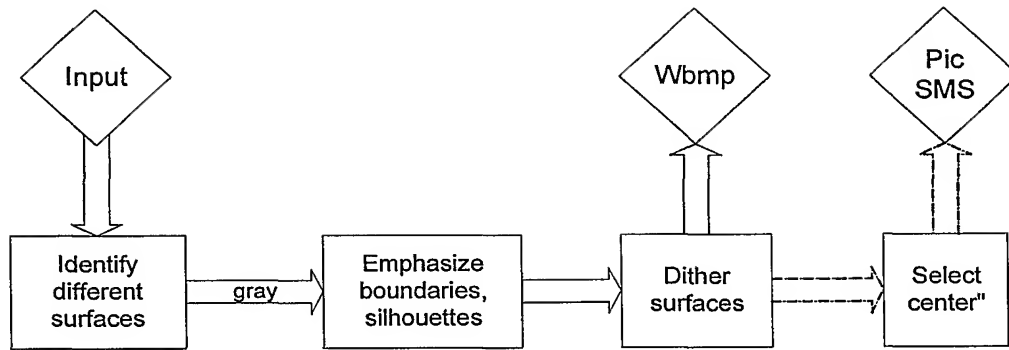 Input
Wbmp
Pic
SMS
Identify
different
surfaces
gray
Emphasize
boundaries,
silhouettes
Dither
surfaces
Select
center"